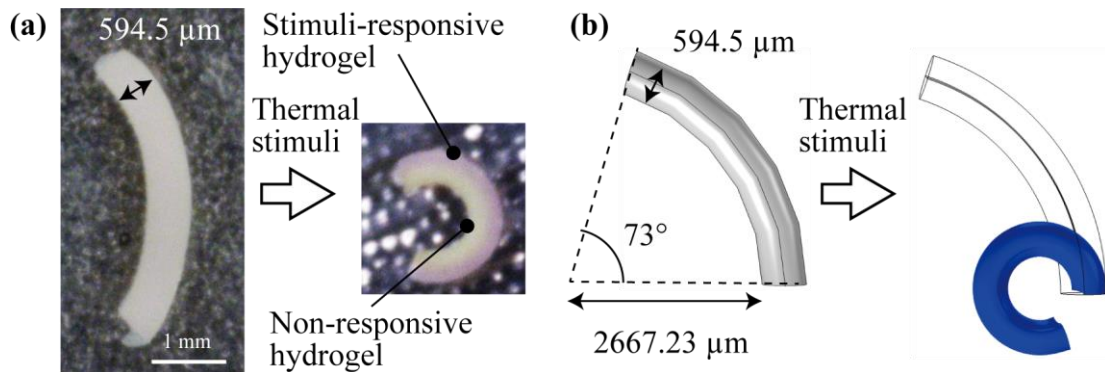 (a)
594.5 µm
1 mm
Thermal
stimuli
Stimuli-responsive
hydrogel
Non-responsive
hydrogel
(b)
594.5 µm
73°
2667.23 µm
Thermal
stimuli